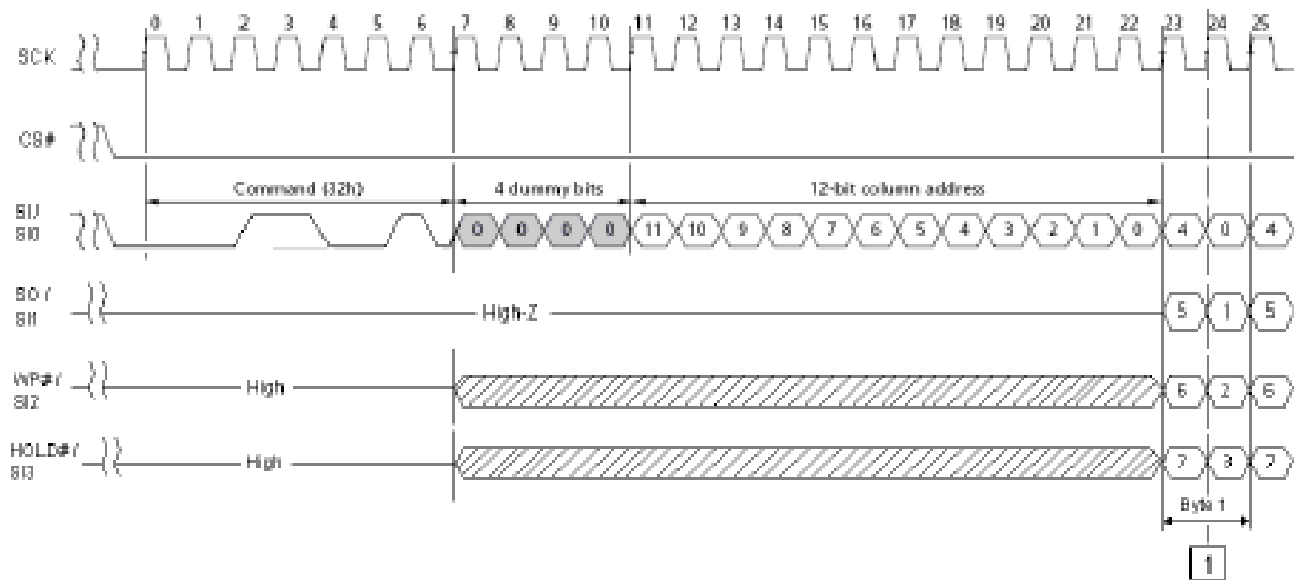 0 1 2 3 4 5 6 7 8 9 10 11 12 13 14 15 16 17 18 19 20 21 22 23 24 25
SCK
CS#
Command (32h) 4 dummy bits 12-bit column address
SI/
SI0
0 0 0 0 11 10 9 8 7 6 5 4 3 2 1 0 4 0 4
SO/
SI1
High-Z
5 1 5
WP#/
SI2
High
6 2 6
HOLD#/
SI3
High
7 3 7
Byte 1
1